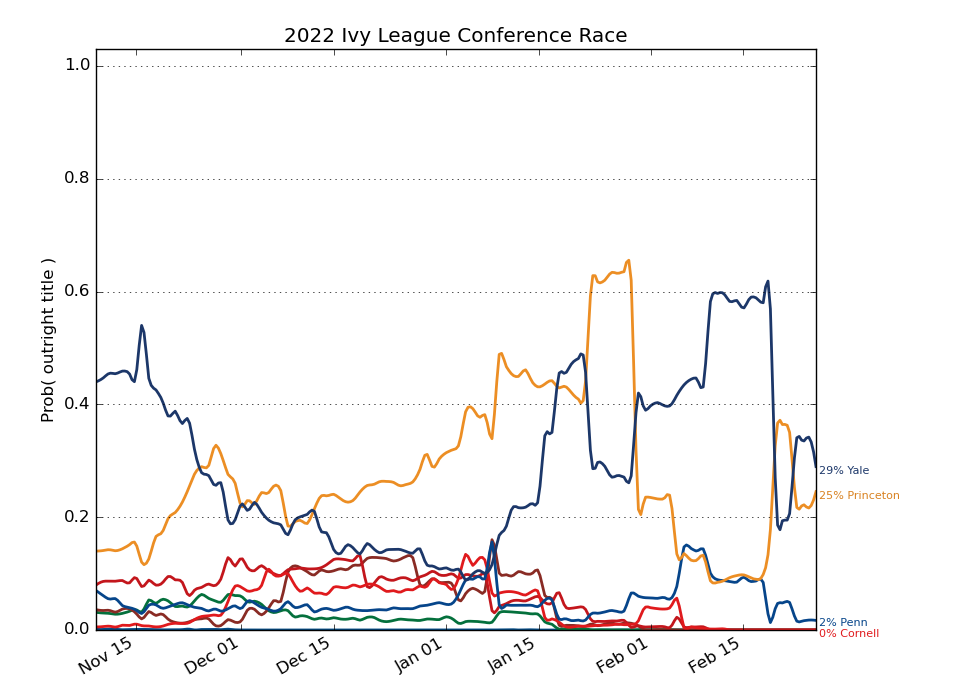 2022 Ivy League Conference Race
Prob( outright title )
1.0
0.8
0.6
0.4
0.2
0.0
29% Yale
25% Princeton
2% Penn
0% Cornell
Nov 15
Dec 01
Dec 15
Jan 01
Jan 15
Feb 01
Feb 15